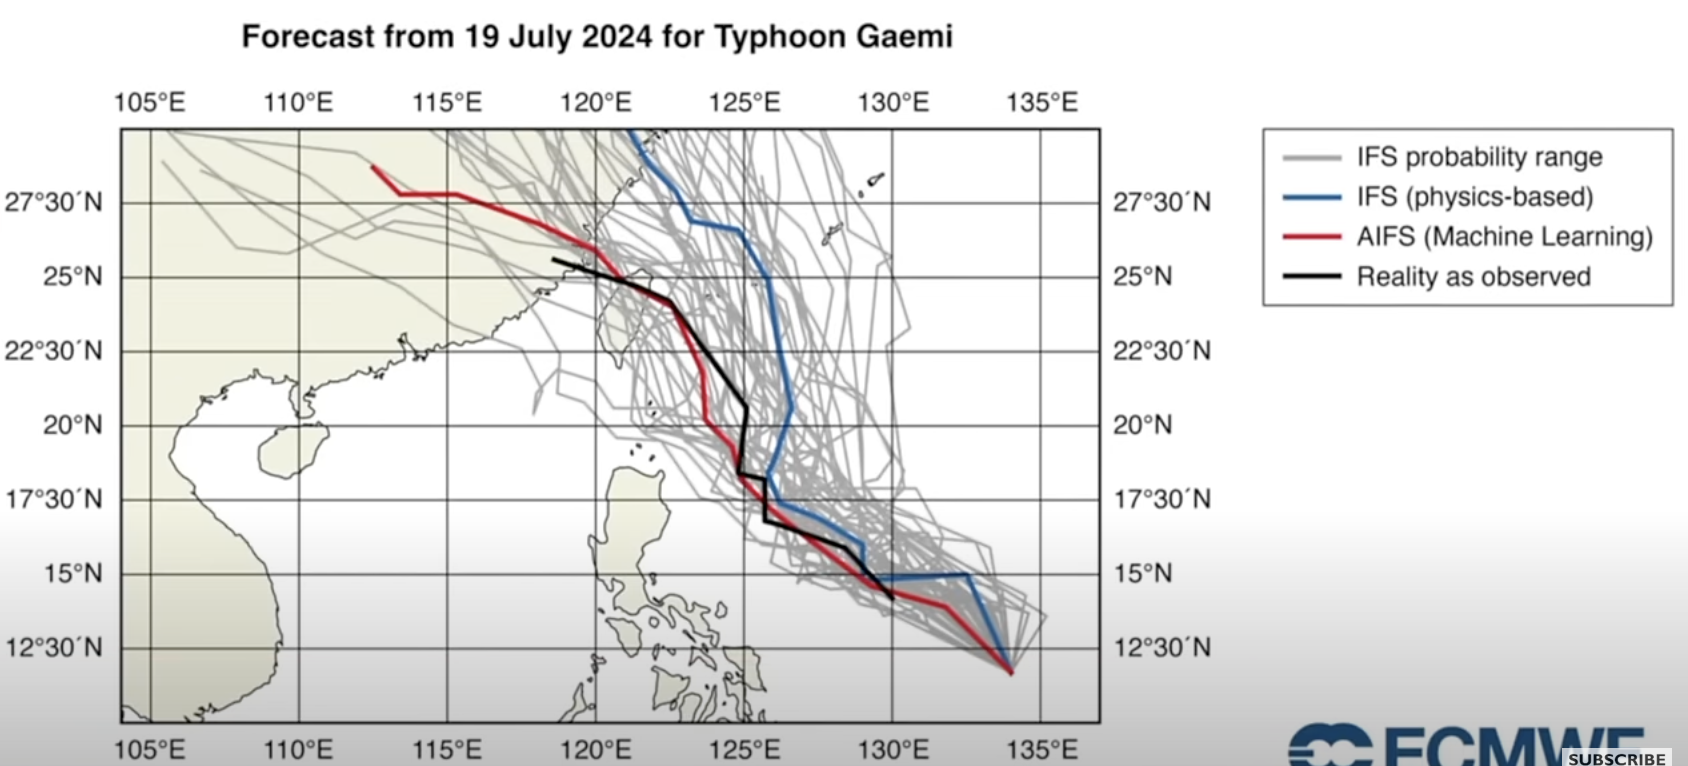 Forecast from 19 July 2024 for Typhoon Gaemi
105°E 110°E 115°E 120°E 125°E 130°E 135°E
IFS probability range
IFS (physics-based)
AIFS (Machine Learning)
Reality as observed
27°30´N 27°30´N
25°N 25°N
22°30´N 22°30´N
20°N 20°N
17°30´N 17°30´N
15°N 15°N
12°30´N 12°30´N
105°E 110°E 115°E 120°E 125°E 130°E 135°E
ECMWF
SUBSCRIBE